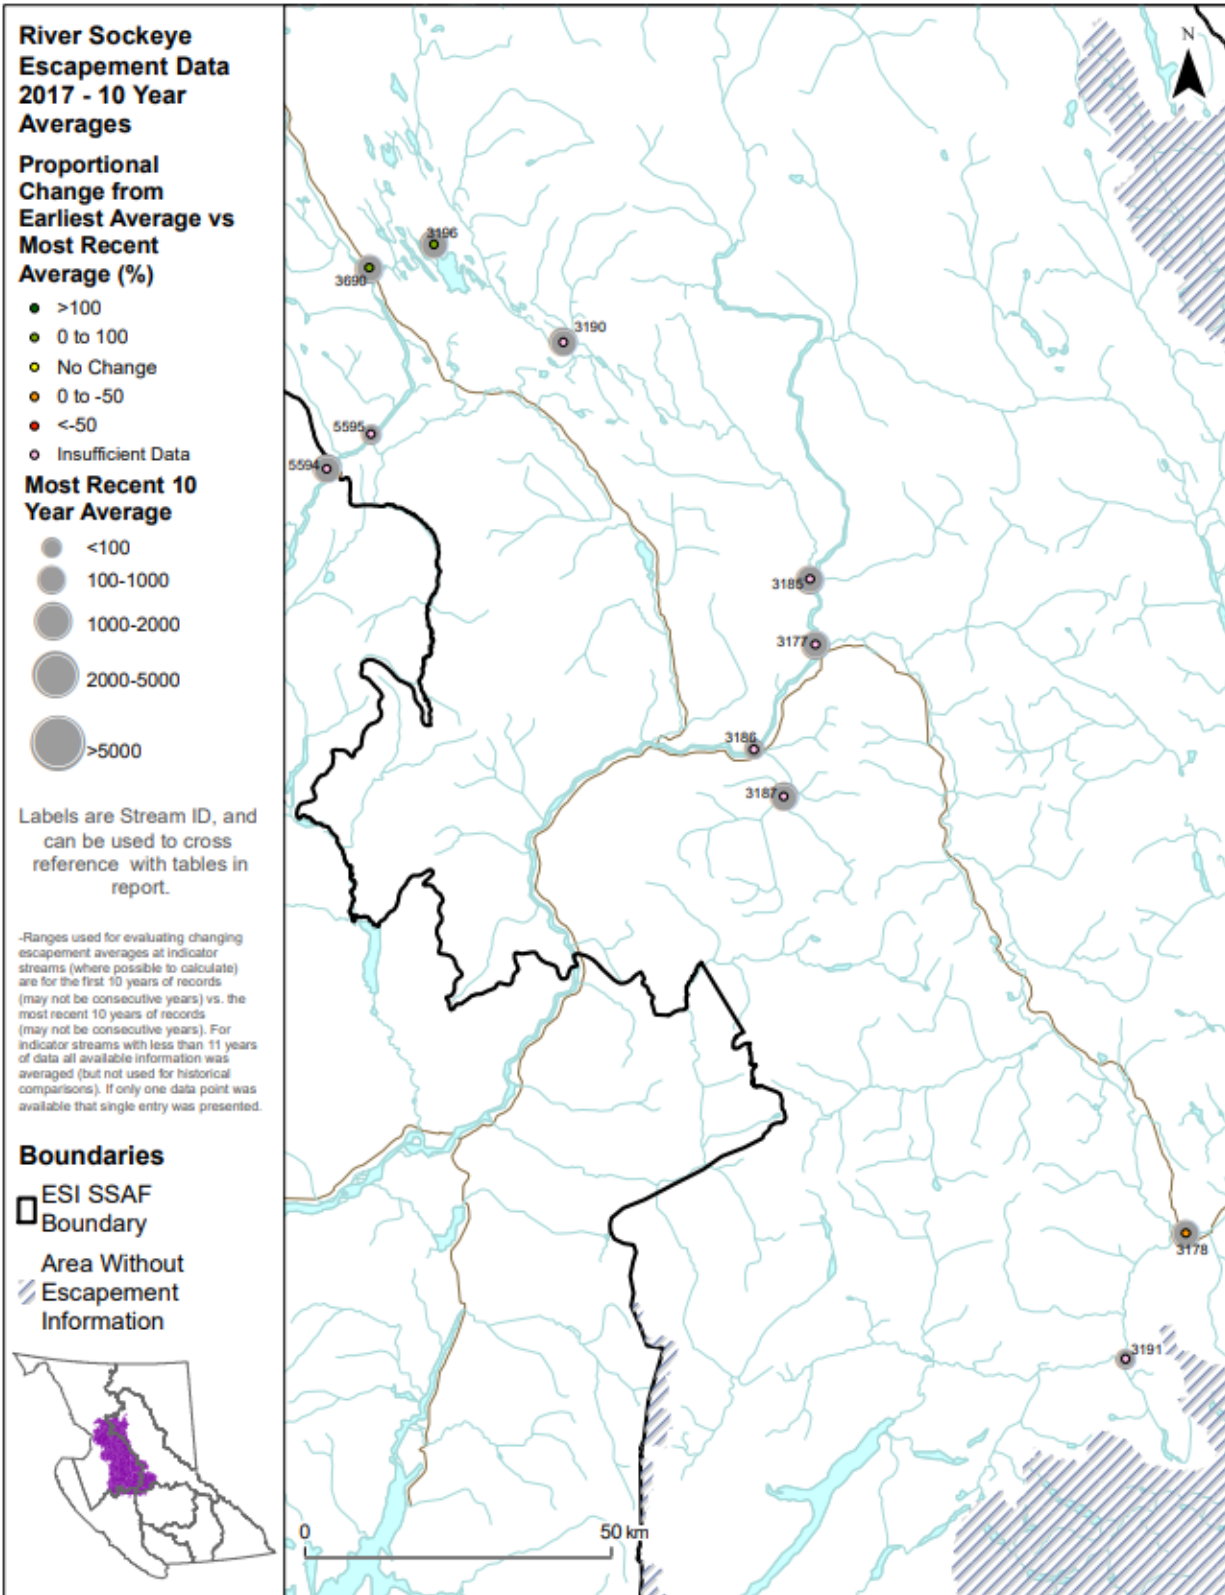 River Sockeye
Escapement Data
2017 - 10 Year
Averages
Proportional
Change from
Earliest Average vs
Most Recent
Average (%)
>100
0 to 100
No Change
0 to -50
<-50
Insufficient Data
Most Recent 10
Year Average
<100
100-1000
1000-2000
2000-5000
>5000
Labels are Stream ID, and
can be used to cross
reference with tables in
report.
-Ranges used for evaluating changing
escapement averages at indicator
streams (where possible to calculate)
are for the first 10 years of records
(may not be consecutive years) vs. the
most recent 10 years of records
(may not be consecutive years). For
indicator streams with less than 11 years
of data all available information was
averaged (but not used for historical
comparisons). If only one data point was
available that single entry was presented.
Boundaries
ESI SSAF
Boundary
Area Without
Escapement
Information
N
3196
3690
3190
5595
5594
3185
3177
3186
3187
3178
3191
0
50 km